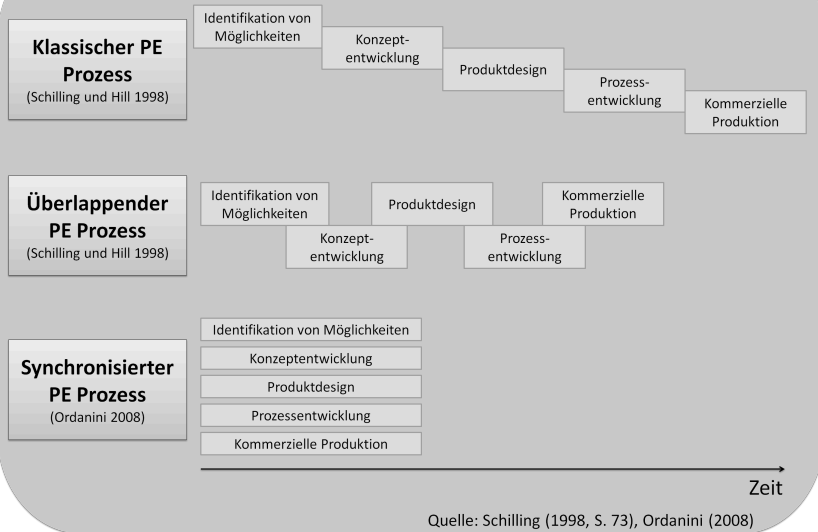 Klassischer PE
Prozess
(Schilling und Hill 1998)
Identifikation von
Möglichkeiten
Konzept-
entwicklung
Produktdesign
Prozess-
entwicklung
Kommerzielle
Produktion
Überlappender
PE Prozess
(Schilling und Hill 1998)
Identifikation von
Möglichkeiten
Konzept-
entwicklung
Produktdesign
Prozess-
entwicklung
Kommerzielle
Produktion
Synchronisierter
PE Prozess
(Ordanini 2008)
Identifikation von Möglichkeiten
Konzeptentwicklung
Produktdesign
Prozessentwicklung
Kommerzielle Produktion
Zeit
Quelle: Schilling (1998, S. 73), Ordanini (2008)